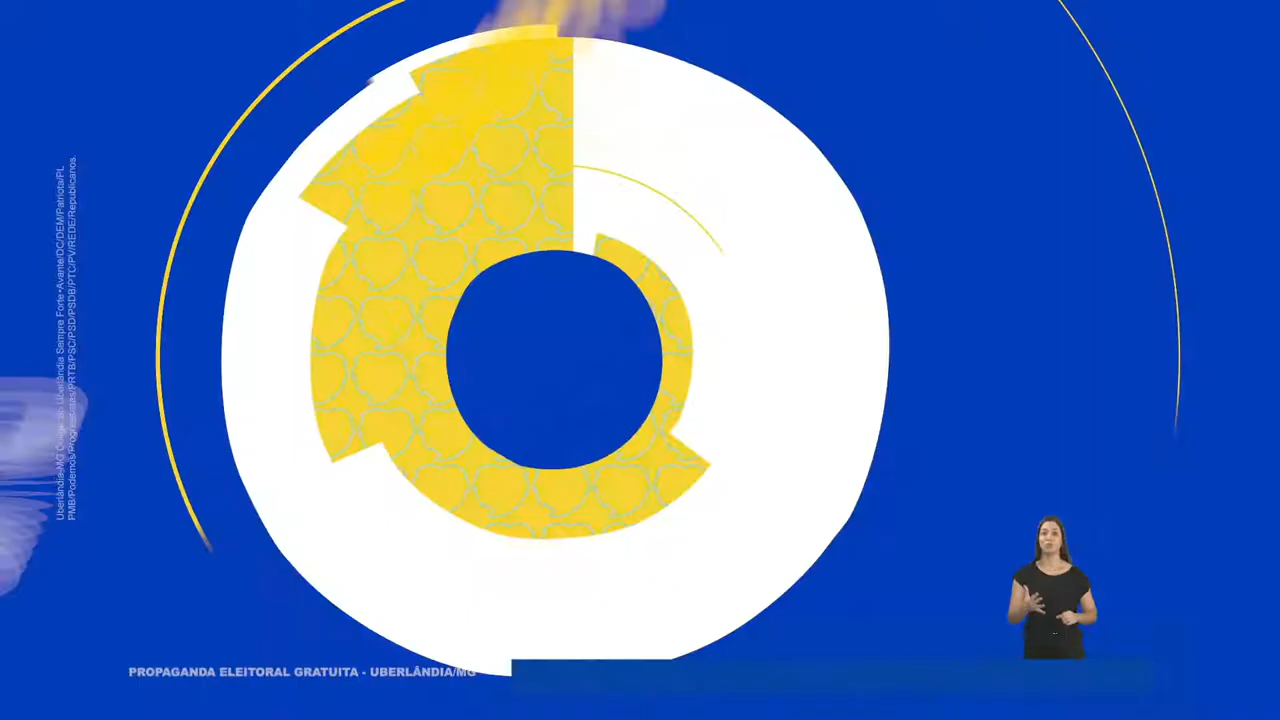 Uberlândia-MG Coligação Uberlândia Sempre Forte•Avante/DC/DEM/Patriota/PL
PMB/Podemos/Progressistas/PRTB/PSC/PSD/PSDB/PTC/PV/REDE/Republicanos.
PROPAGANDA ELEITORAL GRATUITA - UBERLÂNDIA/MG